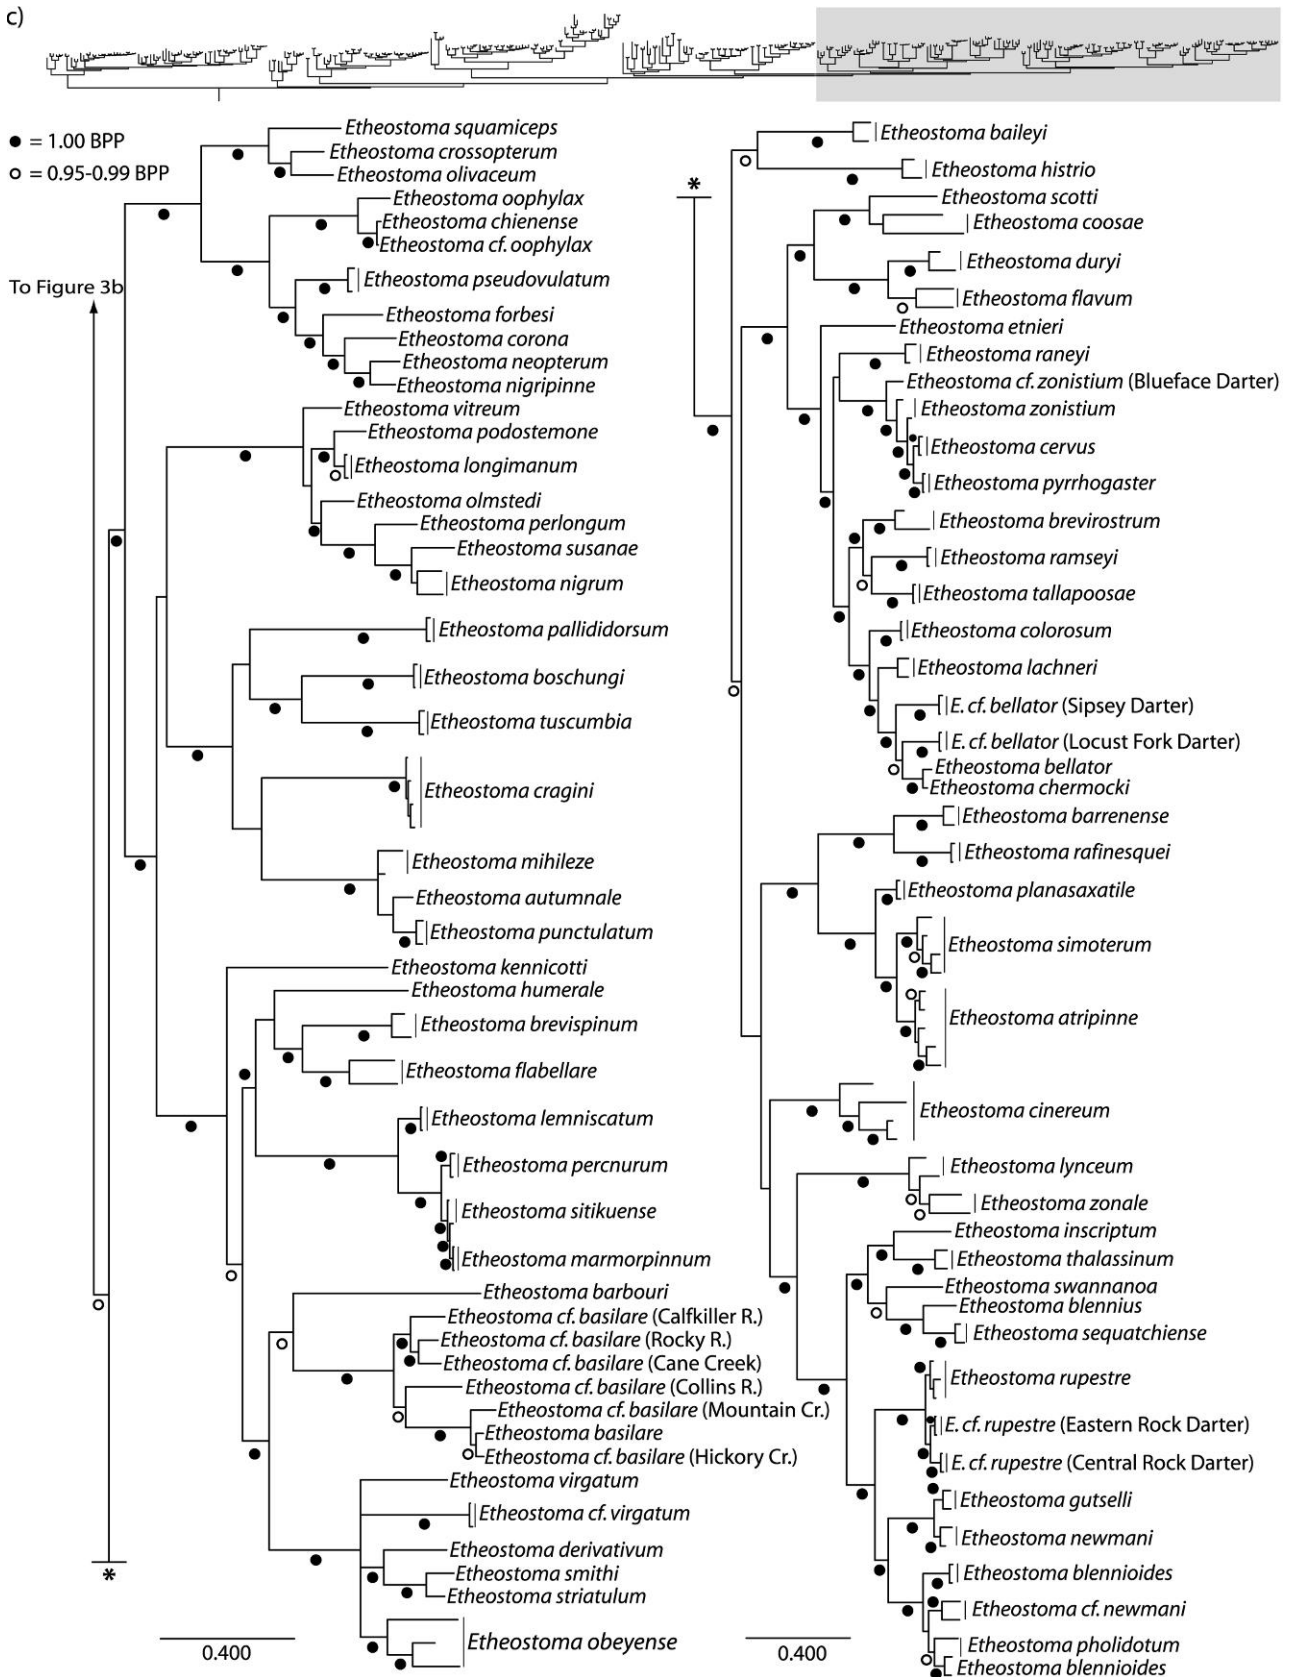 c)
● = 1.00 BPP
○ = 0.95-0.99 BPP
To Figure 3b
Etheostoma squamiceps
Etheostoma crossopterum
Etheostoma olivaceum
Etheostoma oophylax
Etheostoma chienense
Etheostoma cf. oophylax
Etheostoma pseudovulatum
Etheostoma forbesi
Etheostoma corona
Etheostoma neopterum
Etheostoma nigripinne
Etheostoma vitreum
Etheostoma podostemone
Etheostoma longimanum
Etheostoma olmstedi
Etheostoma perlongum
Etheostoma susanae
Etheostoma nigrum
Etheostoma pallididorsum
Etheostoma boschungi
Etheostoma tuscumbia
Etheostoma cragini
Etheostoma mihileze
Etheostoma autumnale
Etheostoma punctulatum
Etheostoma kennicotti
Etheostoma humerale
Etheostoma brevispinum
Etheostoma flabellare
Etheostoma lemniscatum
Etheostoma percnurum
Etheostoma sitikuense
Etheostoma marmorpinnum
Etheostoma barbouri
Etheostoma cf. basilare (Calfkiller R.)
Etheostoma cf. basilare (Rocky R.)
Etheostoma cf. basilare (Cane Creek)
Etheostoma cf. basilare (Collins R.)
Etheostoma cf. basilare (Mountain Cr.)
Etheostoma basilare
Etheostoma cf. basilare (Hickory Cr.)
Etheostoma virgatum
Etheostoma cf. virgatum
Etheostoma derivativum
Etheostoma smithi
Etheostoma striatulum
Etheostoma obeyense
*
0.400
*
Etheostoma baileyi
Etheostoma histrio
Etheostoma scotti
Etheostoma coosae
Etheostoma duryi
Etheostoma flavum
Etheostoma etnieri
Etheostoma raneyi
Etheostoma cf. zonistium (Blueface Darter)
Etheostoma zonistium
Etheostoma cervus
Etheostoma pyrrhogaster
Etheostoma brevirostrum
Etheostoma ramseyi
Etheostoma tallapoosae
Etheostoma colorosum
Etheostoma lachneri
E. cf. bellator (Sipsey Darter)
E. cf. bellator (Locust Fork Darter)
Etheostoma bellator
Etheostoma chermocki
Etheostoma barrenense
Etheostoma rafinesquei
Etheostoma planasaxatile
Etheostoma simoterum
Etheostoma atripinne
Etheostoma cinereum
Etheostoma lynceum
Etheostoma zonale
Etheostoma inscriptum
Etheostoma thalassinum
Etheostoma swannanoa
Etheostoma blennius
Etheostoma sequatchiense
Etheostoma rupestre
E. cf. rupestre (Eastern Rock Darter)
E. cf. rupestre (Central Rock Darter)
Etheostoma gutselli
Etheostoma newmani
Etheostoma blennioides
Etheostoma cf. newmani
Etheostoma pholidotum
Etheostoma blennioides
0.400